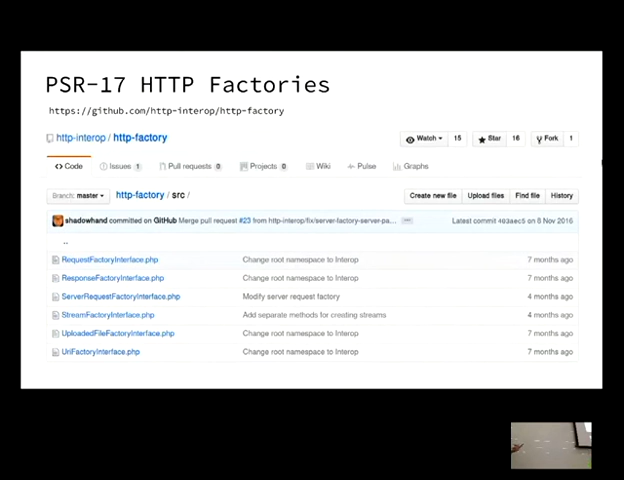 PSR-17 HTTP Factories
https://github.com/http-interop/http-factory
http-interop / http-factory
Watch 15 Star 16 Fork 1
Code Issues 1 Pull requests 0 Projects 0 Wiki Pulse Graphs
Branch: master http-factory / src / Create new file Upload files Find file History
shadowhand committed on GitHub Merge pull request #23 from http-interop/fix/server-factory-server-pa... Latest commit on 8 Nov 2016
..
RequestFactoryInterface.php Change root namespace to Interop 7 months ago
ResponseFactoryInterface.php Change root namespace to Interop 7 months ago
ServerRequestFactoryInterface.php Modify server request factory 4 months ago
StreamFactoryInterface.php Add separate methods for creating streams 4 months ago
UploadedFileFactoryInterface.php Change root namespace to Interop 7 months ago
UriFactoryInterface.php Change root namespace to Interop 7 months ago